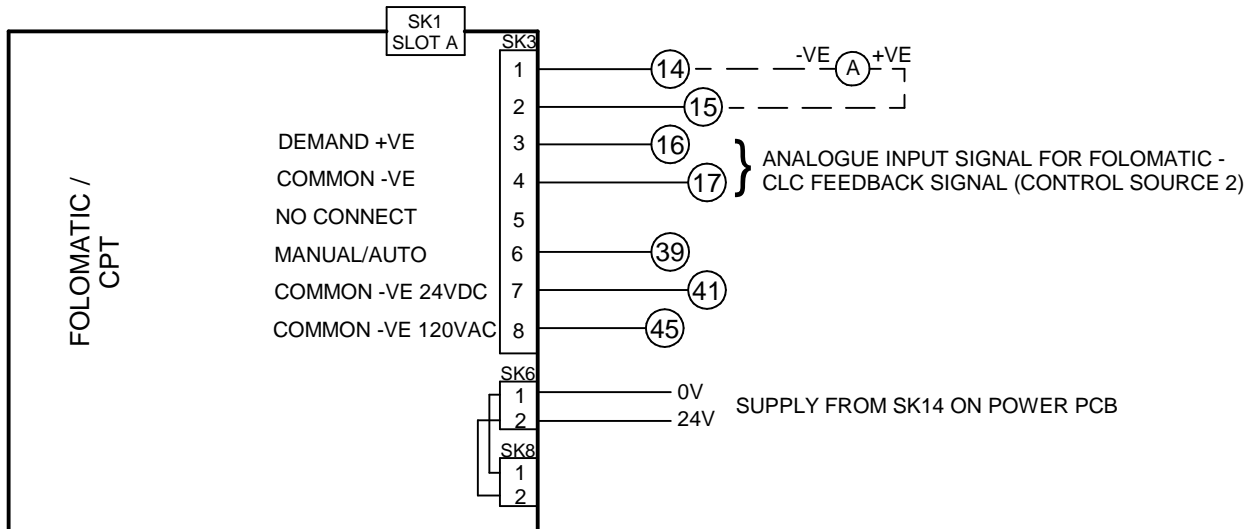 SK1
SLOT A
SK3
1 14 -VE A +VE
2 15
DEMAND +VE 3 16
COMMON -VE 4 17
} ANALOGUE INPUT SIGNAL FOR FOLOMATIC -
CLC FEEDBACK SIGNAL (CONTROL SOURCE 2)
NO CONNECT 5
MANUAL/AUTO 6 39
COMMON -VE 24VDC 7 41
COMMON -VE 120VAC 8 45
FOLOMATIC /
CPT
SK6
1 0V
2 24V
SUPPLY FROM SK14 ON POWER PCB
SK8
1
2